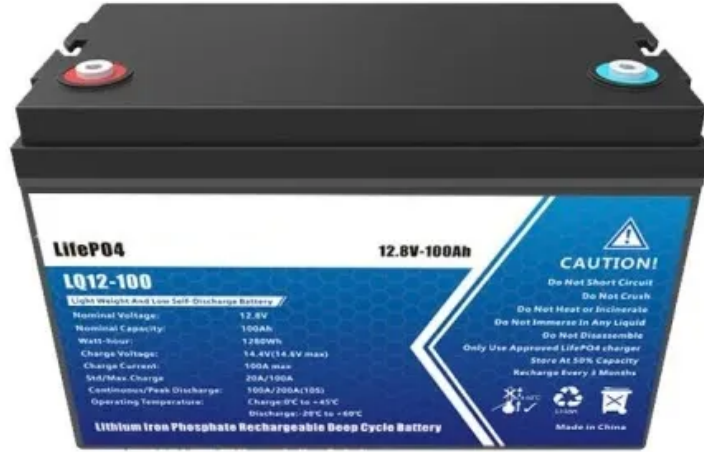 LifePO4
12.8V-100Ah
LQ12-100
Light Weight And Low Self-Discharge Battery
Nominal Voltage: 12.8V
Nominal Capacity: 100Ah
Watt-hour: 1280Wh
Charge Voltage: 14.4V(14.6V max)
Charge Current: 100A max
Std/Max.Charge 20A/100A
Continuous/Peak Discharge: 100A/200A(10S)
Operating Temperature: Charge:0℃ to +45℃
Discharge:-20℃ to +60℃
Lithium Iron Phosphate Rechargeable Deep Cycle Battery
CAUTION!
Do Not Short Circuit
Do Not Crush
Do Not Heat or Incinerate
Do Not Immerse In Any Liquid
Do Not Disassemble
Only Use Approved LifePO4 charger
Store At 50% Capacity
Recharge Every 3 Months
Li-ion
Made in China